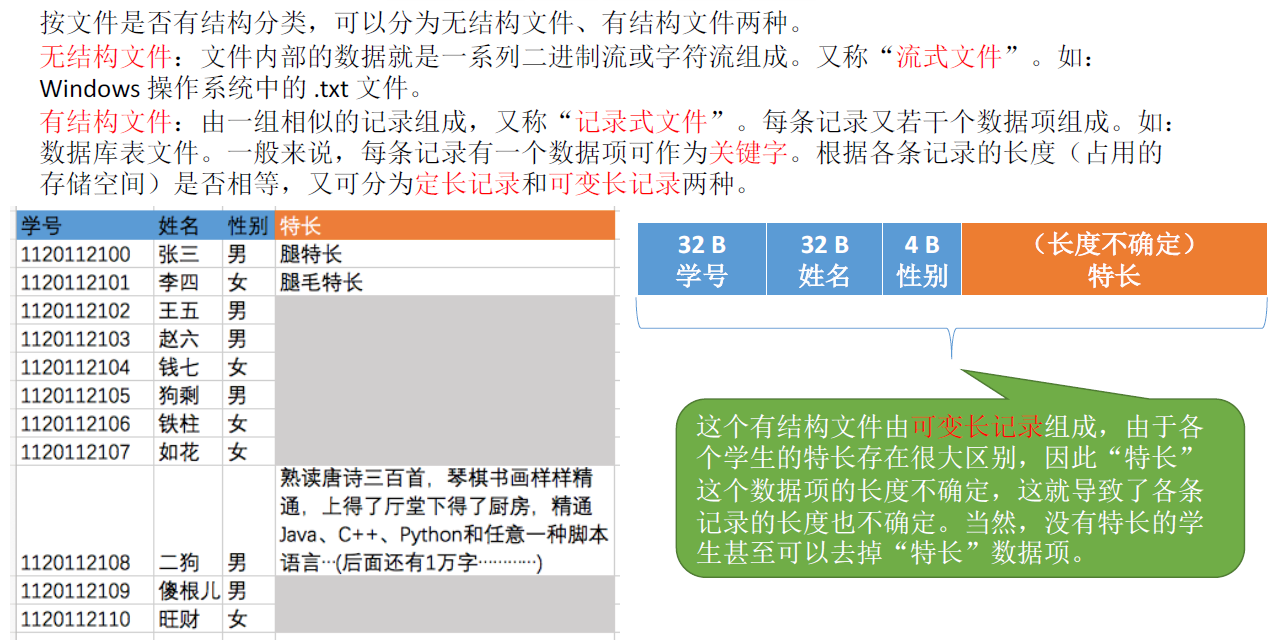 按文件是否有结构分类，可以分为无结构文件、有结构文件两种。
无结构文件：文件内部的数据就是一系列二进制流或字符流组成。又称“流式文件”。如：
Windows 操作系统中的 .txt 文件。
有结构文件：由一组相似的记录组成，又称“记录式文件”。每条记录又若干个数据项组成。如：
数据库表文件。一般来说，每条记录有一个数据项可作为关键字。根据各条记录的长度（占用的
存储空间）是否相等，又可分为定长记录和可变长记录两种。
学号 姓名 性别 特长
1120112100 张三 男 腿特长
1120112101 李四 女 腿毛特长
1120112102 王五 男
1120112103 赵六 男
1120112104 钱七 女
1120112105 狗剩 男
1120112106 铁柱 女
1120112107 如花 女
熟读唐诗三百首，琴棋书画样样精
通，上得了厅堂下得了厨房，精通
Java、C++、Python和任意一种脚本
1120112108 二狗 男 语言…(后面还有1万字…………)
1120112109 傻根儿 男
1120112110 旺财 女
32 B 32 B 4 B （长度不确定）
学号 姓名 性别 特长
这个有结构文件由可变长记录组成，由于各
个学生的特长存在很大区别，因此“特长”
这个数据项的长度不确定，这就导致了各条
记录的长度也不确定。当然，没有特长的学
生甚至可以去掉“特长”数据项。